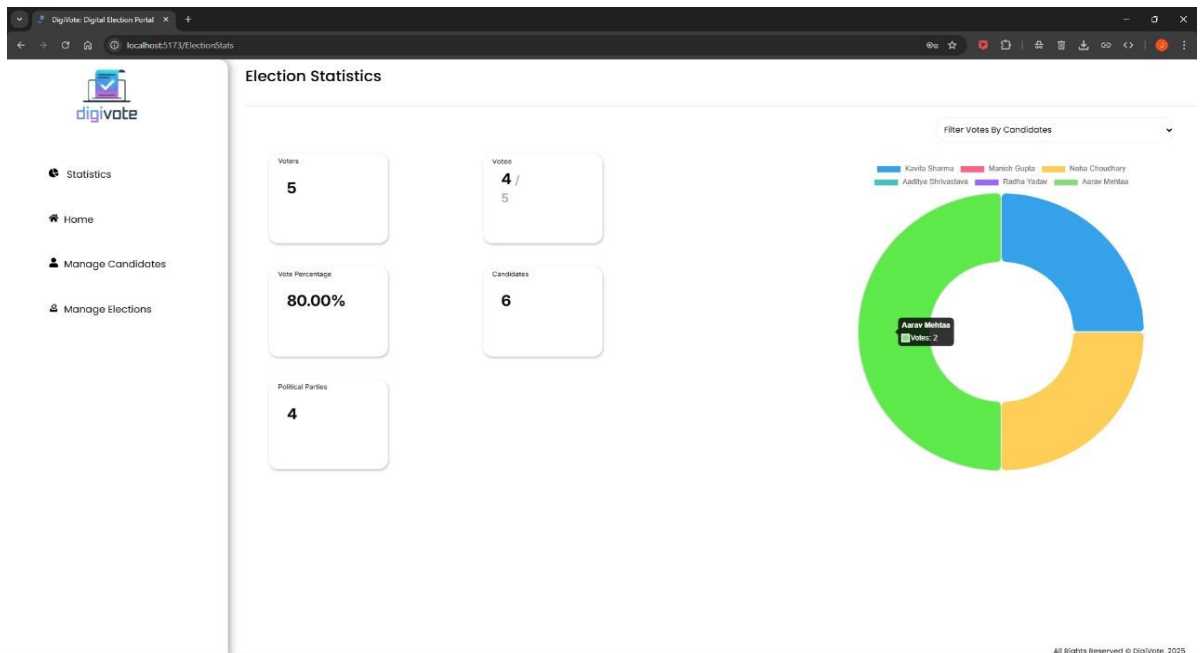 DigiVote: Digital Election Portal
localhost:5173/ElectionStats
digivote
Statistics
Home
Manage Candidates
Manage Elections
Election Statistics
Filter Votes By Candidates
Voters
5
Votes
4 /
5
Vote Percentage
80.00%
Candidates
6
Political Parties
4
Kavita Sharma Manish Gupta Neha Choudhary
Aaditya Shrivastava Radha Yadav Aarav Mehtaa
Aarav Mehtaa
Votes: 2
All Rights Reserved © DigiVote, 2025